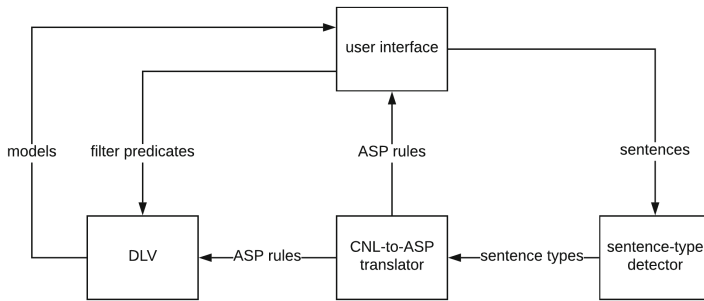 user interface
models
filter predicates
ASP rules
sentences
DLV
ASP rules
CNL-to-ASP
translator
sentence types
sentence-type
detector